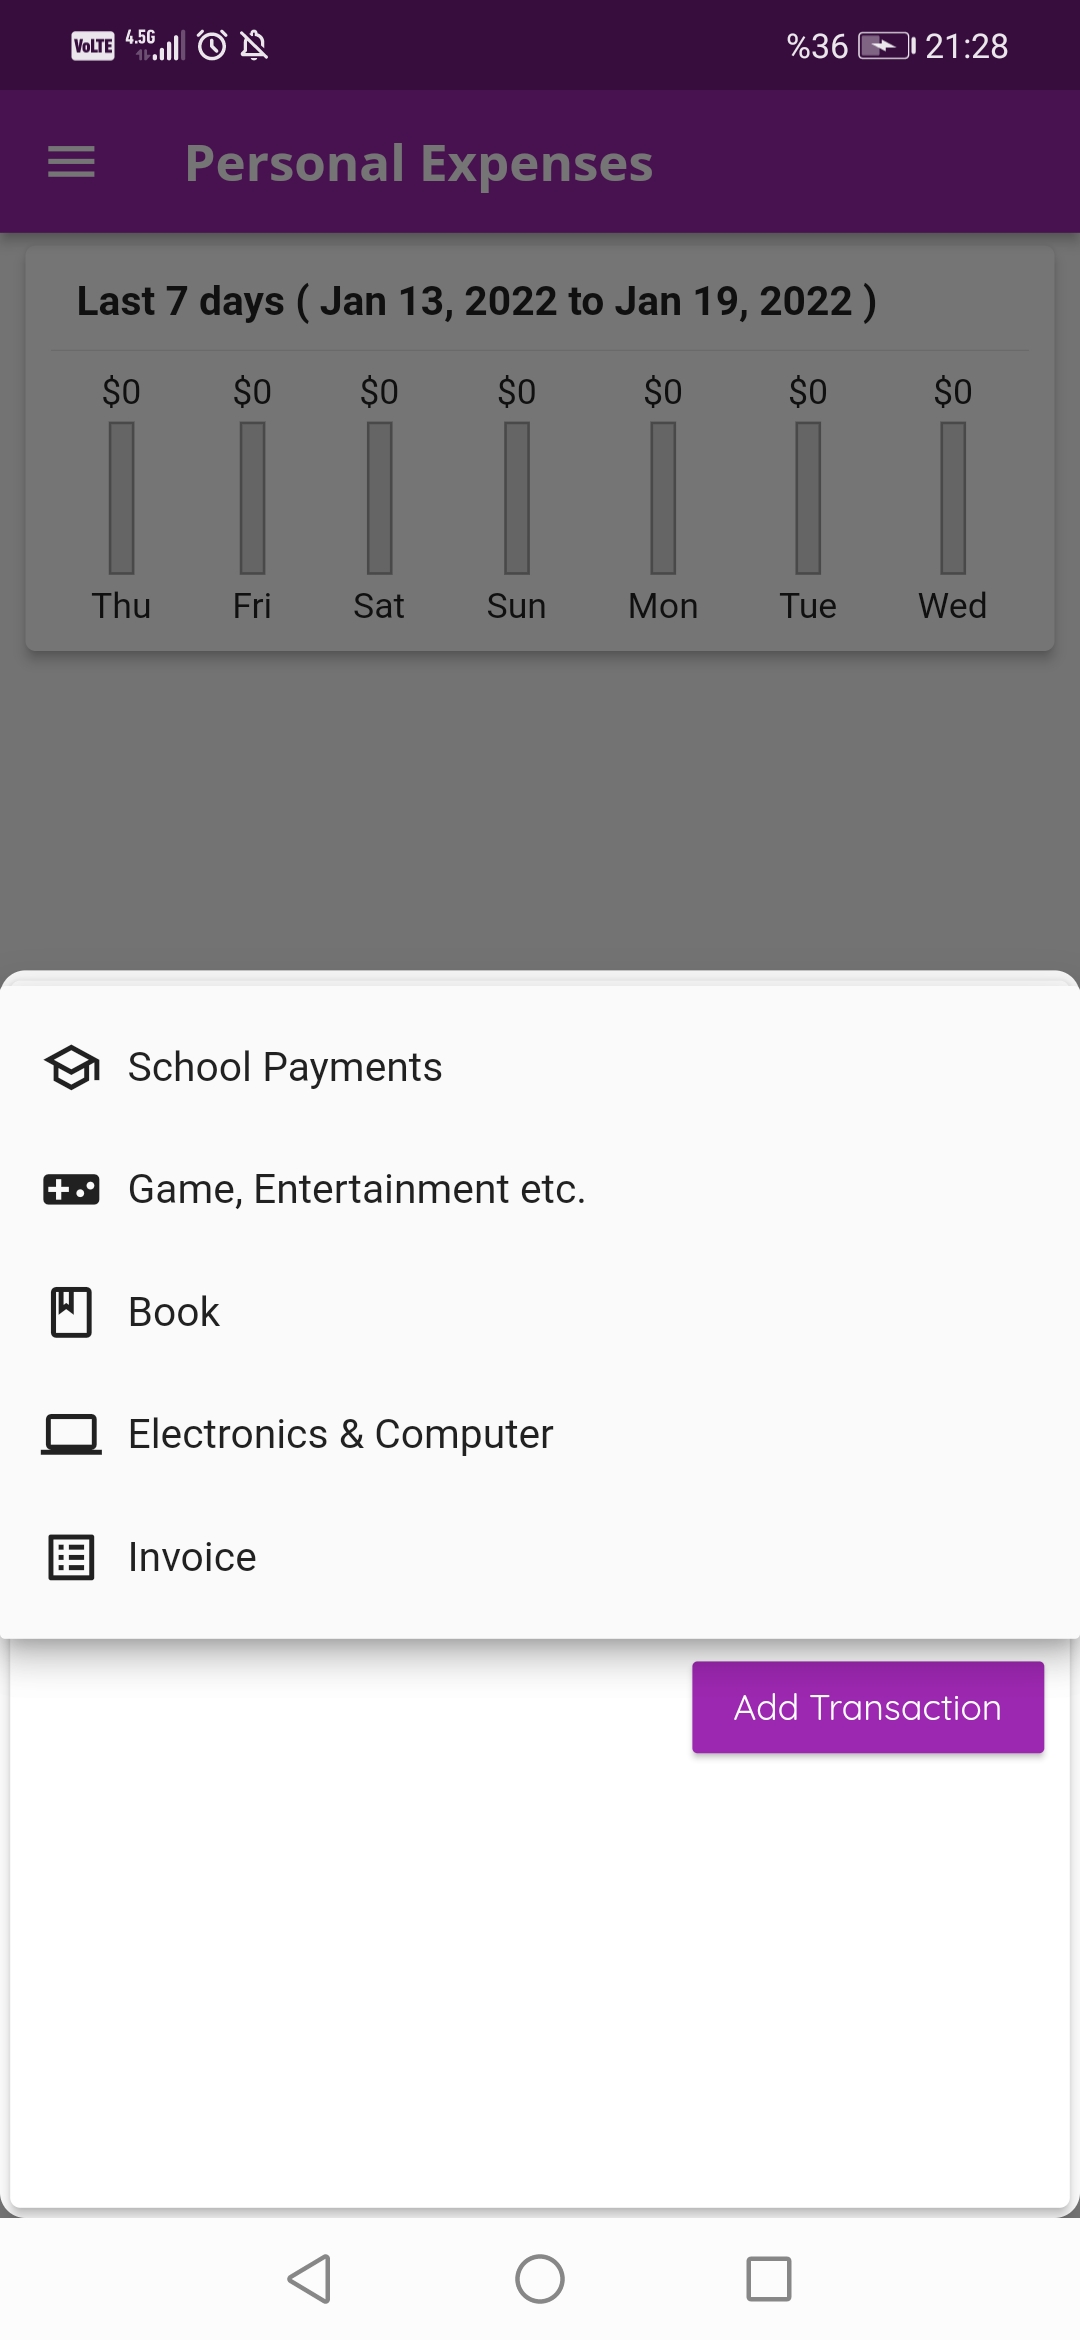 VoLTE 4.5G %36 21:28
Personal Expenses
Last 7 days ( Jan 13, 2022 to Jan 19, 2022 )
$0 $0 $0 $0 $0 $0 $0
Thu Fri Sat Sun Mon Tue Wed
School Payments
Game, Entertainment etc.
Book
Electronics & Computer
Invoice
Add Transaction